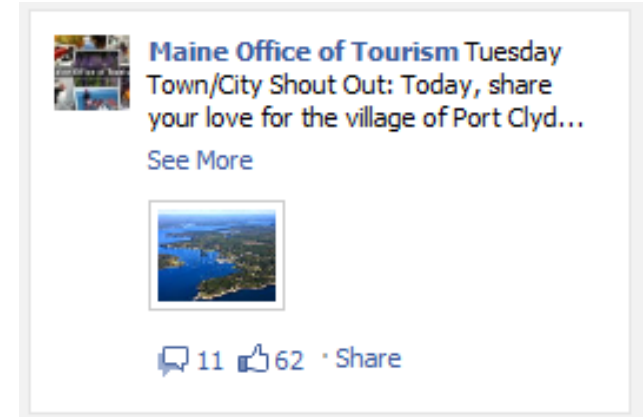 Maine Office of Tourism Tuesday
Town/City Shout Out: Today, share
your love for the village of Port Clyd...
See More
11 62 · Share